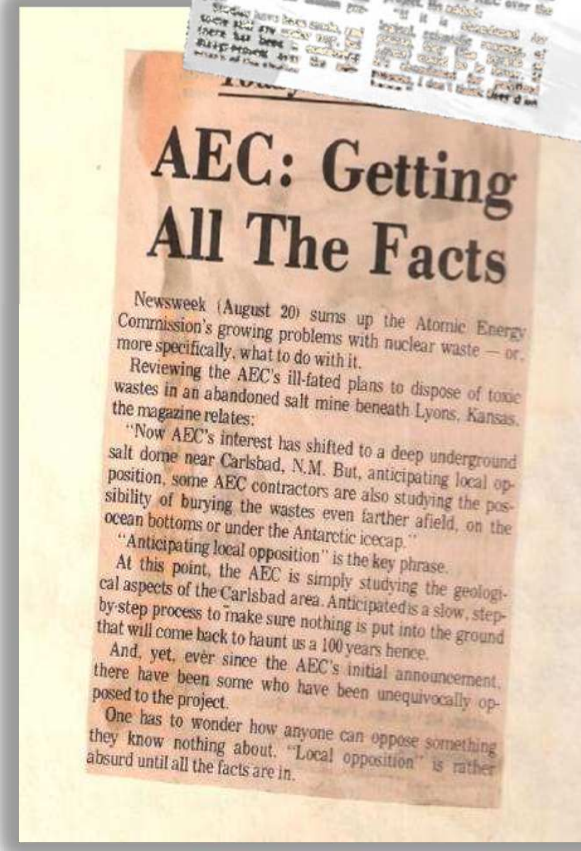 AEC: Getting
All The Facts
Newsweek (August 20) sums up the Atomic Energy
Commission's growing problems with nuclear waste — or,
more specifically, what to do with it.
Reviewing the AEC's ill-fated plans to dispose of toxic
wastes in an abandoned salt mine beneath Lyons, Kansas,
the magazine relates:
"Now AEC's interest has shifted to a deep underground
salt dome near Carlsbad, N.M. But, anticipating local op-
position, some AEC contractors are also studying the pos-
sibility of burying the wastes even farther afield, on the
ocean bottoms or under the Antarctic icecap."
"Anticipating local opposition" is the key phrase.
At this point, the AEC is simply studying the geologi-
cal aspects of the Carlsbad area. Anticipated is a slow, step-
by-step process to make sure nothing is put into the ground
that will come back to haunt us a 100 years hence.
And, yet, ever since the AEC's initial announcement,
there have been some who have been unequivocally op-
posed to the project.
One has to wonder how anyone can oppose something
they know nothing about. "Local opposition" is rather
absurd until all the facts are in.